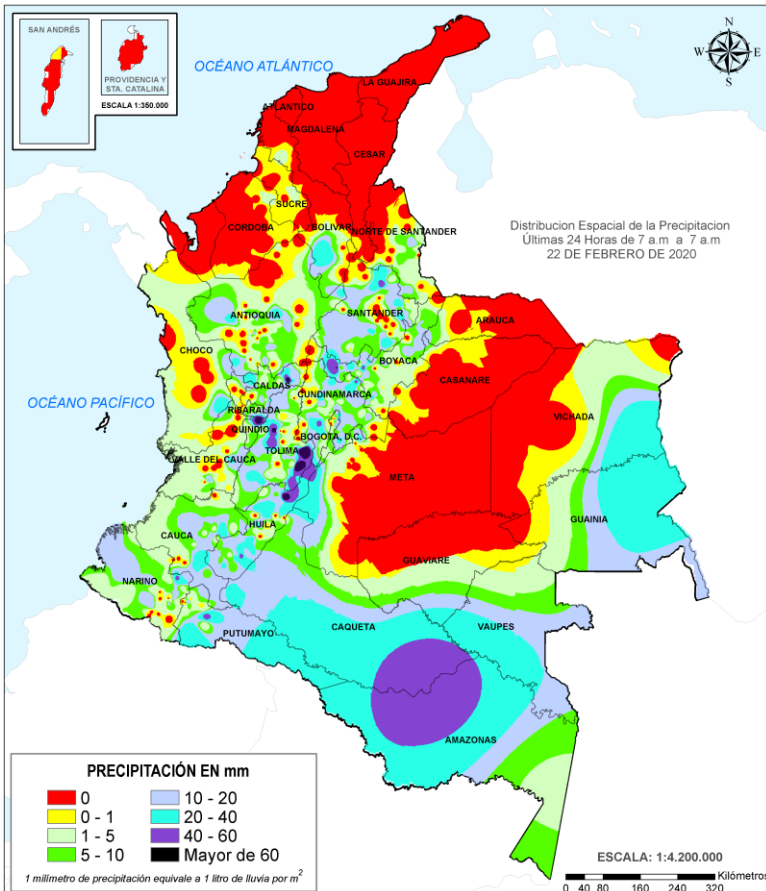 SAN ANDRÉS
PROVIDENCIA Y
STA. CATALINA
ESCALA 1:350.000
N
W
E
S
OCÉANO ATLÁNTICO
LA GUAJIRA
ATLANTICO
MAGDALENA
CESAR
SUCRE
CORDOBA
BOLIVAR
NORTE DE SANTANDER
Distribucion Espacial de la Precipitacion
Últimas 24 Horas de 7 a.m a 7 a.m
22 DE FEBRERO DE 2020
ANTIOQUIA
SANTANDER
ARAUCA
CHOCO
BOYACA
CASANARE
CALDAS
CUNDINAMARCA
OCÉANO PACÍFICO
RISARALDA
VICHADA
QUINDIO
BOGOTA, D.C.
TOLIMA
VALLE DEL CAUCA
META
GUAINIA
HUILA
CAUCA
GUAVIARE
NARINO
PUTUMAYO
CAQUETA
VAUPES
AMAZONAS
PRECIPITACIÓN EN mm
0
10 - 20
0 - 1
20 - 40
1 - 5
40 - 60
5 - 10
Mayor de 60
1 milímetro de precipitación equivale a 1 litro de lluvia por m²
ESCALA: 1:4.200.000
Kilómetros
0 40 80 160 240 320